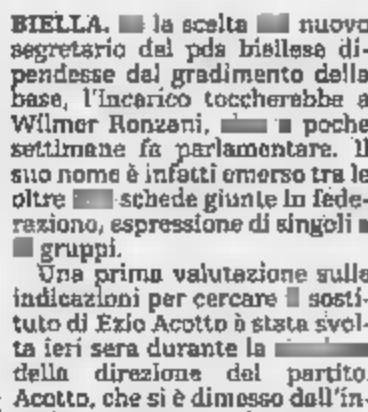 BIELLA. la scelta nuovo
segretario del pds biellese di-
pendesse dal gradimento della
base, l'incarico toccherebbe a
Wilmer Ronzani, poche
settimane fa parlamentare. Il
suo nome è infatti emerso tra le
oltre schede giunte in fede-
razione, espressione di singoli
gruppi.
Una prima valutazione sulle
indicazioni per cercare sosti-
tuto di Ezio Acotto è stata svol-
ta ieri sera durante la
della direzione del partito.
Acotto, che si è dimesso dall'in-